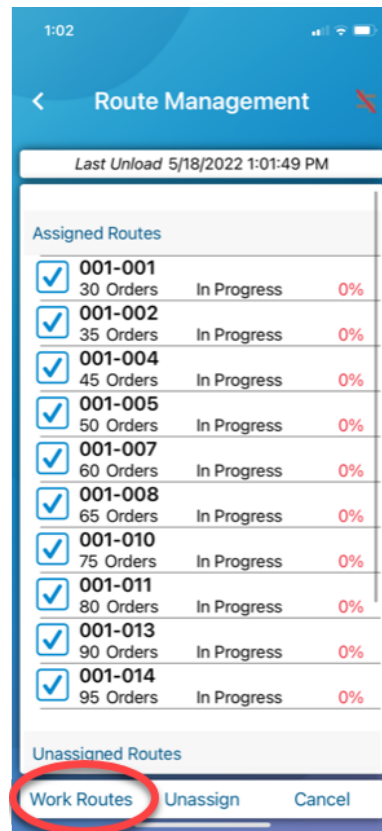 1:02
Route Management
Last Unload 5/18/2022 1:01:49 PM
Assigned Routes
001-001
30 Orders In Progress 0%
001-002
35 Orders In Progress 0%
001-004
45 Orders In Progress 0%
001-005
50 Orders In Progress 0%
001-007
60 Orders In Progress 0%
001-008
65 Orders In Progress 0%
001-010
75 Orders In Progress 0%
001-011
80 Orders In Progress 0%
001-013
90 Orders In Progress 0%
001-014
95 Orders In Progress 0%
Unassigned Routes
Work Routes Unassign Cancel